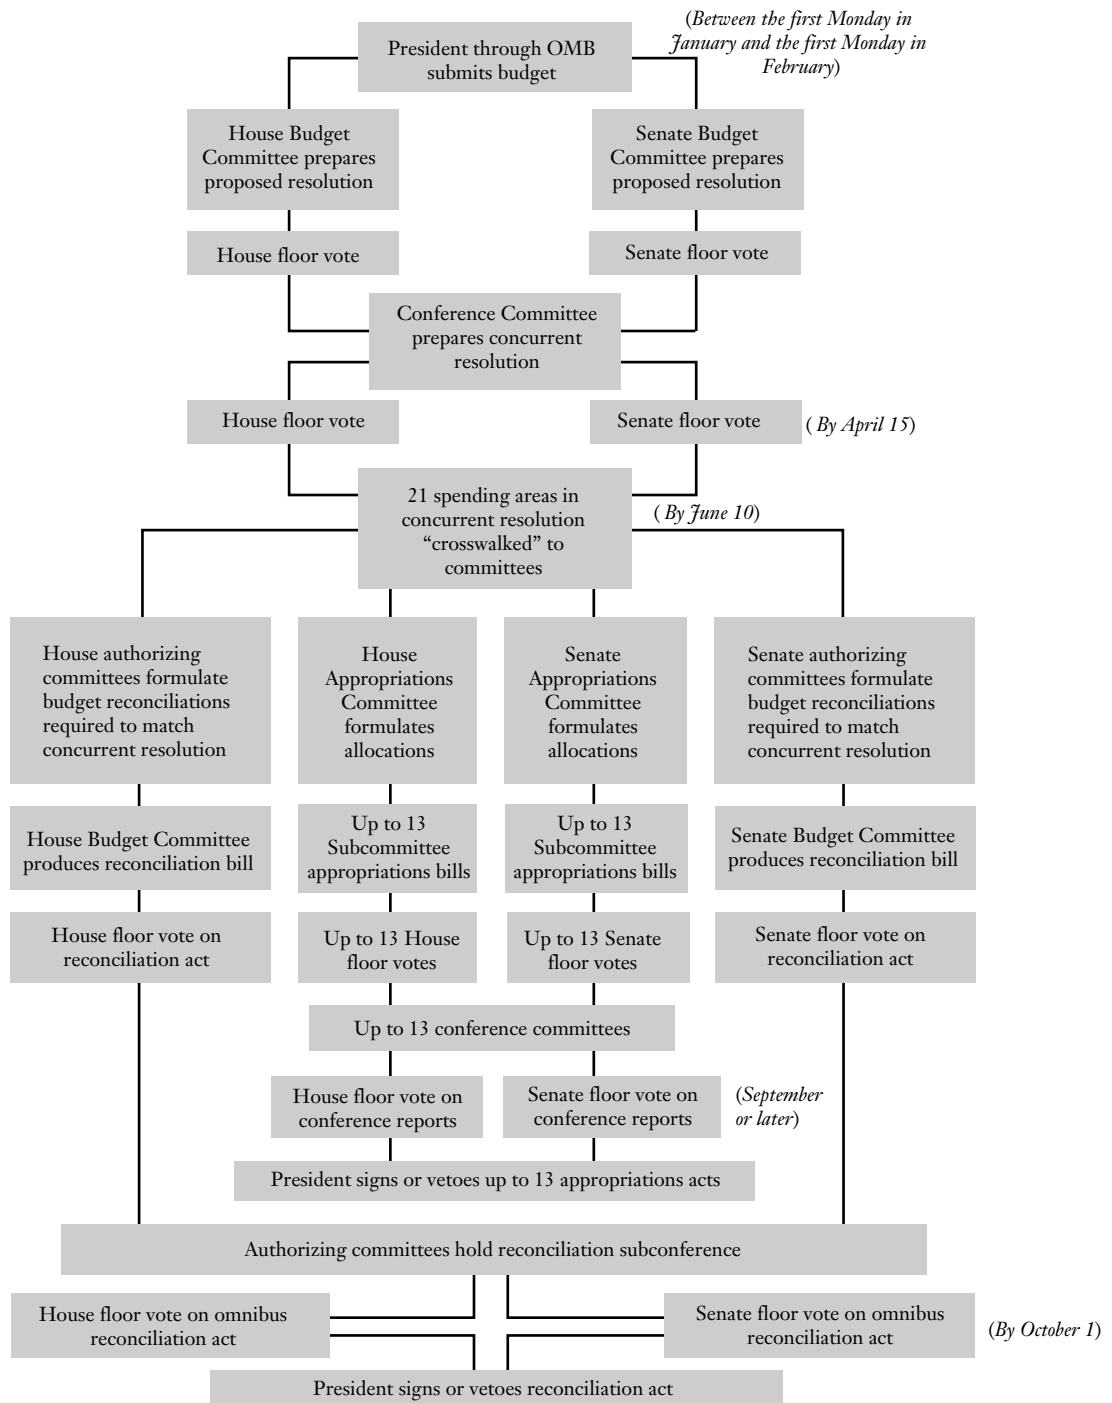 (Between the first Monday in
January and the first Monday in
February)
President through OMB
submits budget
House Budget
Committee prepares
proposed resolution
Senate Budget
Committee prepares
proposed resolution
House floor vote
Senate floor vote
Conference Committee
prepares concurrent
resolution
House floor vote
Senate floor vote
(By April 15)
21 spending areas in
concurrent resolution
“crosswalked” to
committees
(By June 10)
House authorizing
committees formulate
budget reconciliations
required to match
concurrent resolution
House
Appropriations
Committee
formulates
allocations
Senate
Appropriations
Committee
formulates
allocations
Senate authorizing
committees formulate
budget reconciliations
required to match
concurrent resolution
House Budget Committee
produces reconciliation bill
Up to 13
Subcommittee
appropriations bills
Up to 13
Subcommittee
appropriations bills
Senate Budget Committee
produces reconciliation bill
House floor vote on
reconciliation act
Up to 13 House
floor votes
Up to 13 Senate
floor votes
Senate floor vote on
reconciliation act
Up to 13 conference committees
House floor vote on
conference reports
Senate floor vote on
conference reports
(September
or later)
President signs or vetoes up to 13 appropriations acts
Authorizing committees hold reconciliation subconference
House floor vote on omnibus
reconciliation act
Senate floor vote on omnibus
reconciliation act
(By October 1)
President signs or vetoes reconciliation act